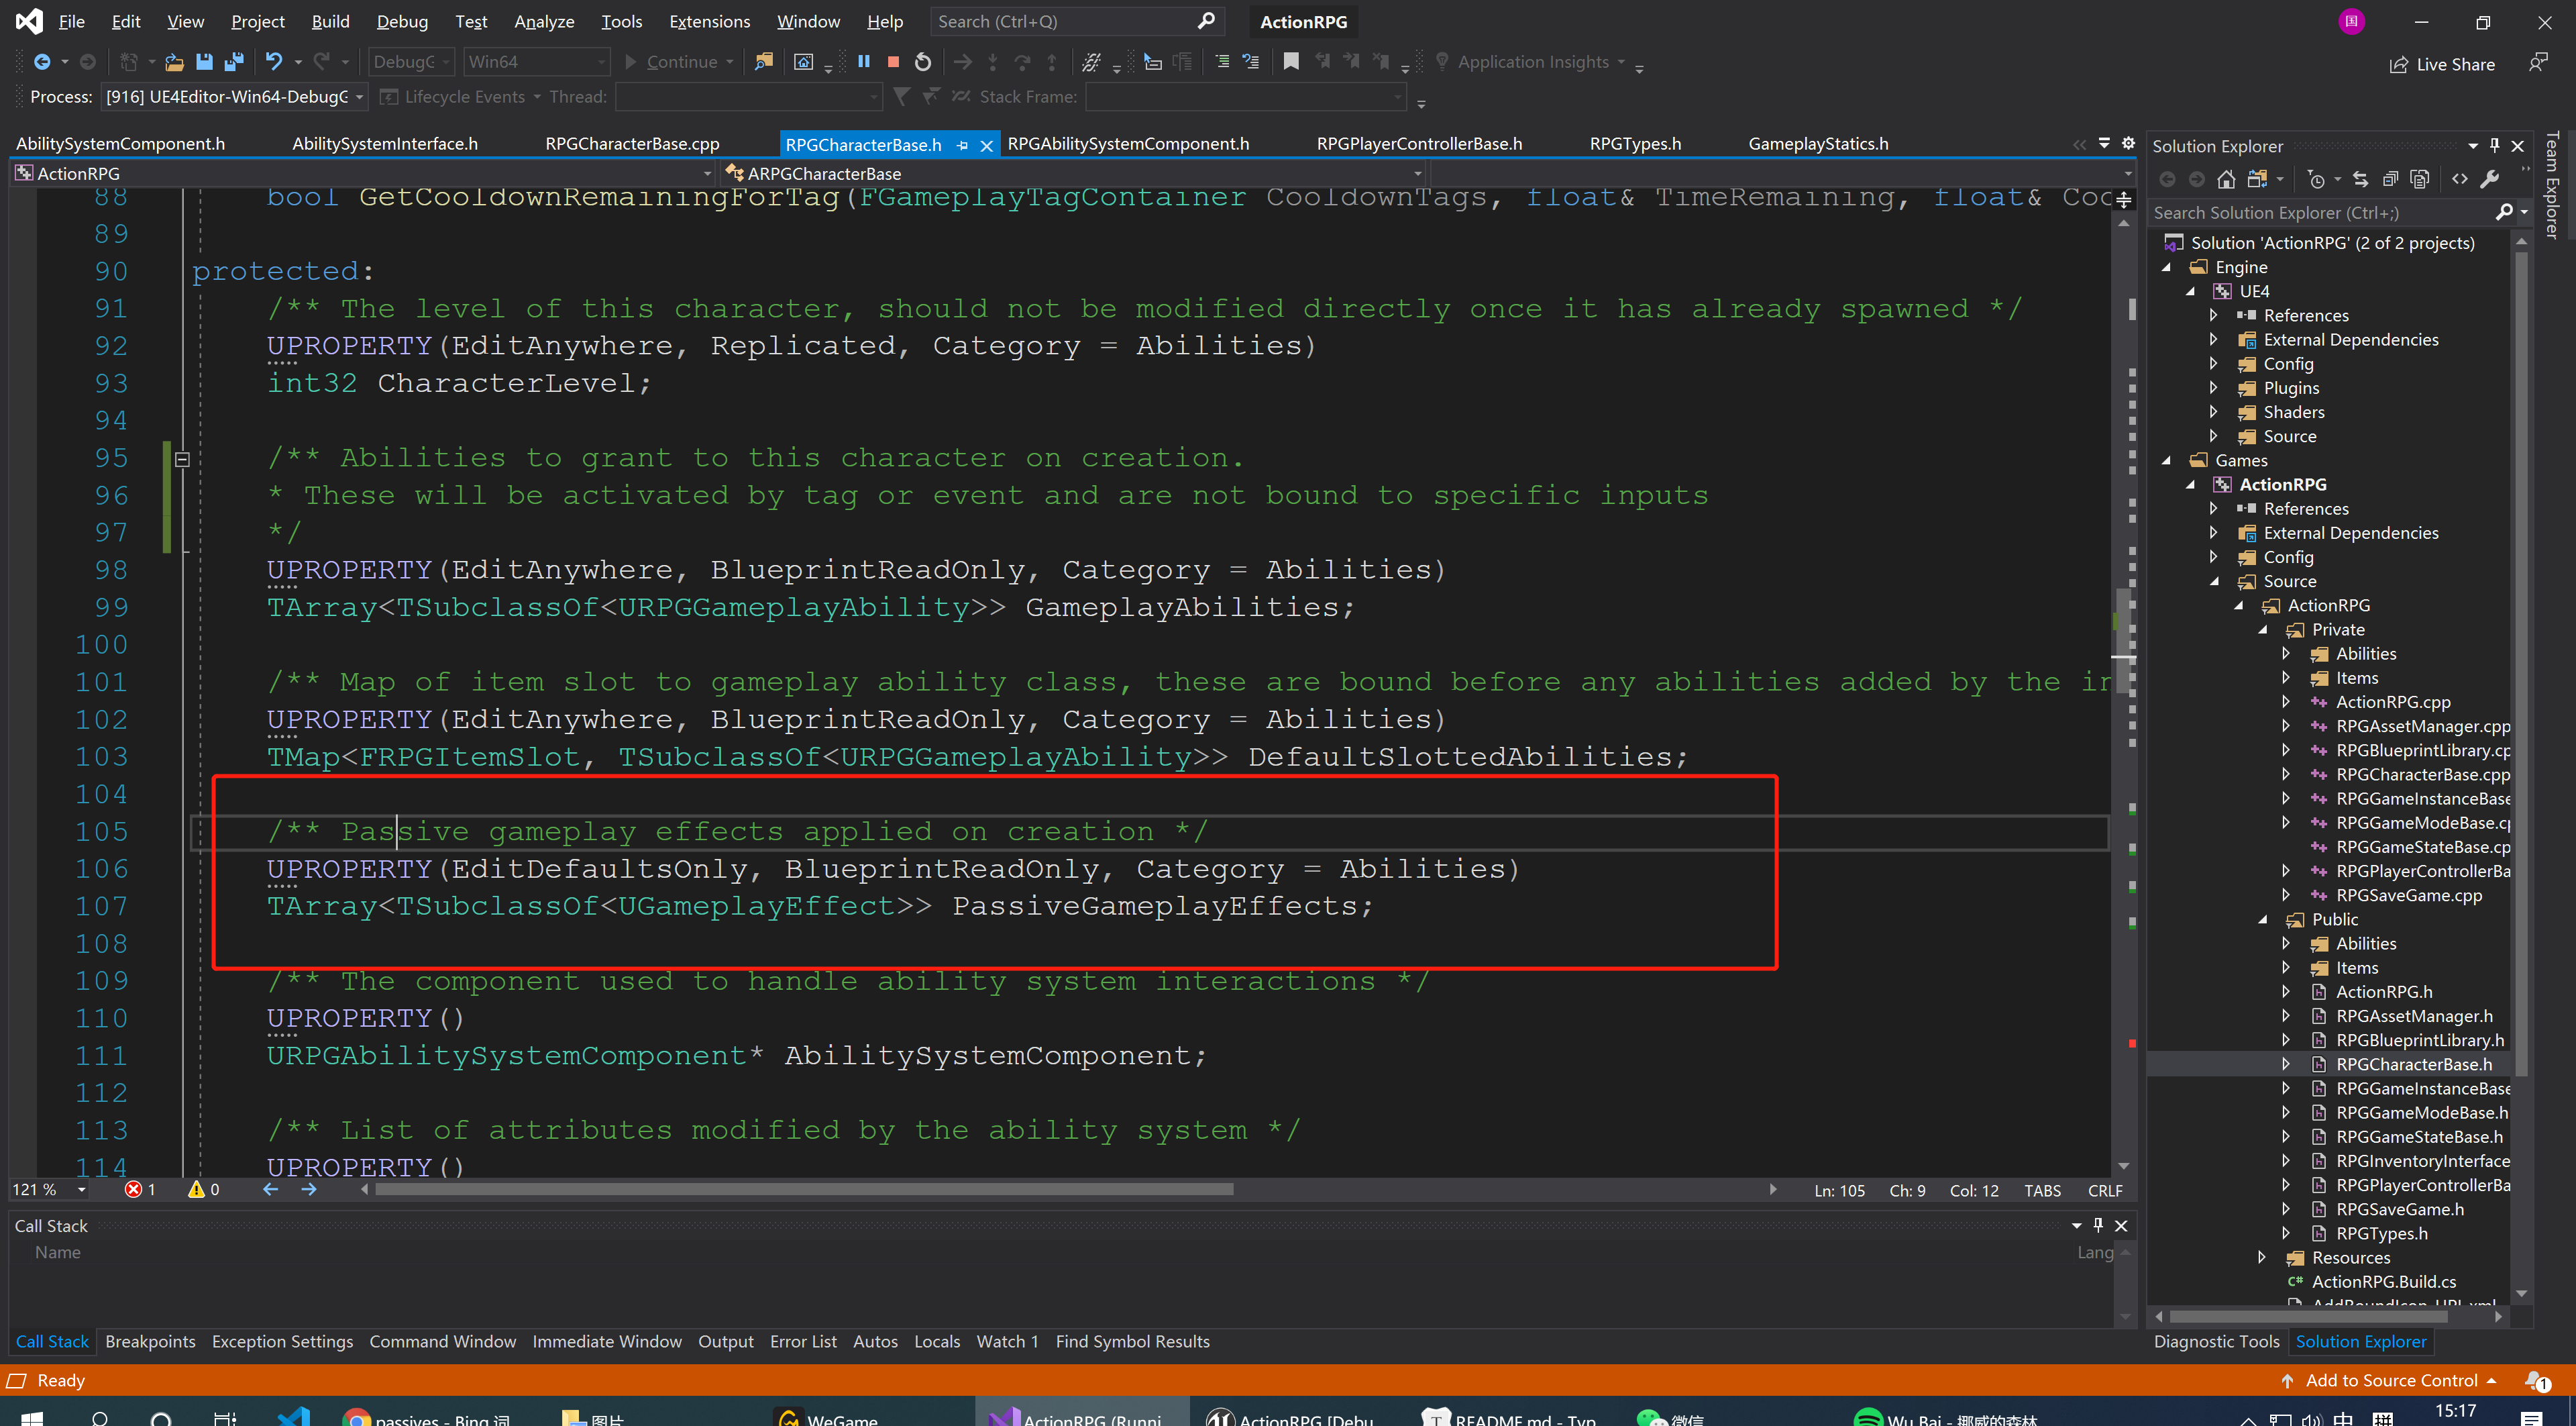 File Edit View Project Build Debug Test Analyze Tools Extensions Window Help Search (Ctrl+Q) ActionRPG 国
DebugG Win64 Continue Application Insights Live Share
Process: [916] UE4Editor-Win64-DebugG Lifecycle Events Thread: Stack Frame:
AbilitySystemComponent.h AbilitySystemInterface.h RPGCharacterBase.cpp RPGCharacterBase.h RPGAbilitySystemComponent.h RPGPlayerControllerBase.h RPGTypes.h GameplayStatics.h
ActionRPG ARPGCharacterBase
88 bool GetCooldownRemainingForTag(FGameplayTagContainer CooldownTags, float& TimeRemaining, float& Coo
89
90 protected:
91 /** The level of this character, should not be modified directly once it has already spawned */
92 UPROPERTY(EditAnywhere, Replicated, Category = Abilities)
93 int32 CharacterLevel;
94
95 /** Abilities to grant to this character on creation.
96 * These will be activated by tag or event and are not bound to specific inputs
97 */
98 UPROPERTY(EditAnywhere, BlueprintReadOnly, Category = Abilities)
99 TArray<TSubclassOf<URPGGameplayAbility>> GameplayAbilities;
100
101 /** Map of item slot to gameplay ability class, these are bound before any abilities added by the in
102 UPROPERTY(EditAnywhere, BlueprintReadOnly, Category = Abilities)
103 TMap<FRPGItemSlot, TSubclassOf<URPGGameplayAbility>> DefaultSlottedAbilities;
104
105 /** Passive gameplay effects applied on creation */
106 UPROPERTY(EditDefaultsOnly, BlueprintReadOnly, Category = Abilities)
107 TArray<TSubclassOf<UGameplayEffect>> PassiveGameplayEffects;
108
109 /** The component used to handle ability system interactions */
110 UPROPERTY()
111 URPGAbilitySystemComponent* AbilitySystemComponent;
112
113 /** List of attributes modified by the ability system */
114 UPROPERTY()
121 % 1 0 Ln: 105 Ch: 9 Col: 12 TABS CRLF
Call Stack
Name Lang
Call Stack Breakpoints Exception Settings Command Window Immediate Window Output Error List Autos Locals Watch 1 Find Symbol Results
Solution Explorer
Search Solution Explorer (Ctrl+;)
Solution 'ActionRPG' (2 of 2 projects)
Engine
UE4
References
External Dependencies
Config
Plugins
Shaders
Source
Games
ActionRPG
References
External Dependencies
Config
Source
ActionRPG
Private
Abilities
Items
ActionRPG.cpp
RPGAssetManager.cpp
RPGBlueprintLibrary.cp
RPGCharacterBase.cpp
RPGGameInstanceBase
RPGGameModeBase.cp
RPGGameStateBase.cp
RPGPlayerControllerBa
RPGSaveGame.cpp
Public
Abilities
Items
ActionRPG.h
RPGAssetManager.h
RPGBlueprintLibrary.h
RPGCharacterBase.h
RPGGameInstanceBase
RPGGameModeBase.h
RPGGameStateBase.h
RPGInventoryInterface
RPGPlayerControllerBa
RPGSaveGame.h
RPGTypes.h
Resources
ActionRPG.Build.cs
Diagnostic Tools Solution Explorer
Team Explorer
Ready Add to Source Control 1
passives - Bing 词 图片 WeGame ActionRPG (Runni ActionRPG [Debu README.md - Typ 微信 Wu Bai - 挪威的森林 中 15:17